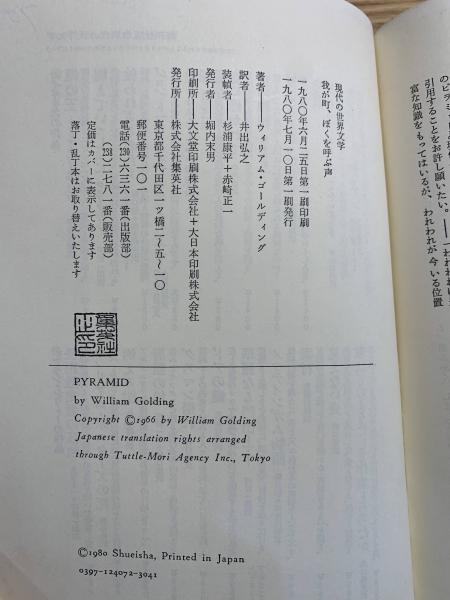 現代の世界文学
我が町、ぼくを呼ぶ声
一九八〇年六月二五日第一刷印刷
一九八〇年七月一〇日第一刷発行
著者――ウィリアム・ゴールディング
訳者――井出弘之
装幀者――杉浦康平+赤崎正一
発行者――堀内末男
印刷所――大文堂印刷株式会社+大日本印刷株式会社
発行所――株式会社集英社
東京都千代田区一ツ橋二〜五〜一〇
郵便番号一〇一
電話(230)六三六一番(出版部)
(238)二七八一番(販売部)
定価はカバーに表示してあります
落丁・乱丁本はお取り替えいたします
集英社之印
PYRAMID
by William Golding
Copyright ©1966 by William Golding
Japanese translation rights arranged
through Tuttle-Mori Agency Inc., Tokyo
©1980 Shueisha, Printed in Japan
0397-124072-3041
引用することをお許し願いたい。
富な知識をもってはいるが、われわれが今いる位置